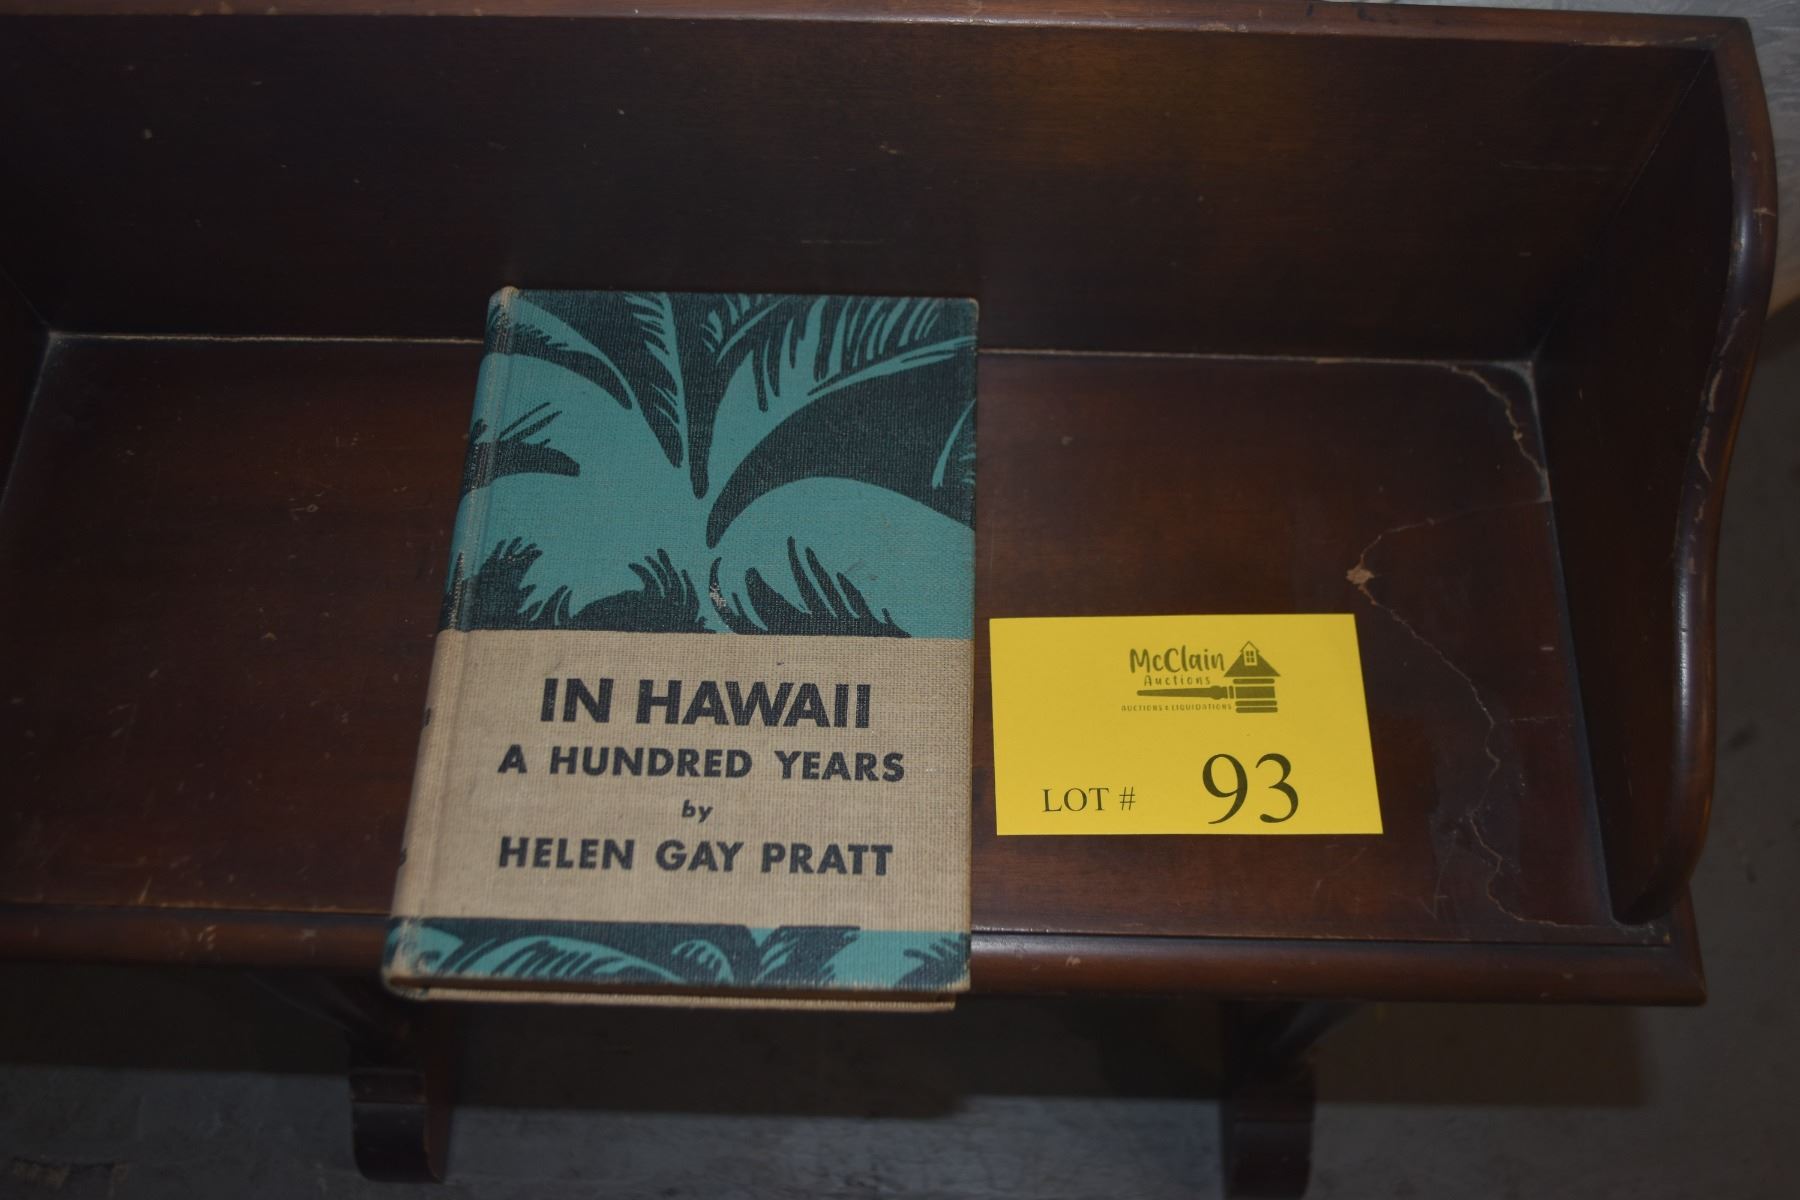 IN HAWAII
A HUNDRED YEARS
by
HELEN GAY PRATT
McClain
Auctions
AUCTIONS & LIQUIDATIONS
LOT # 93